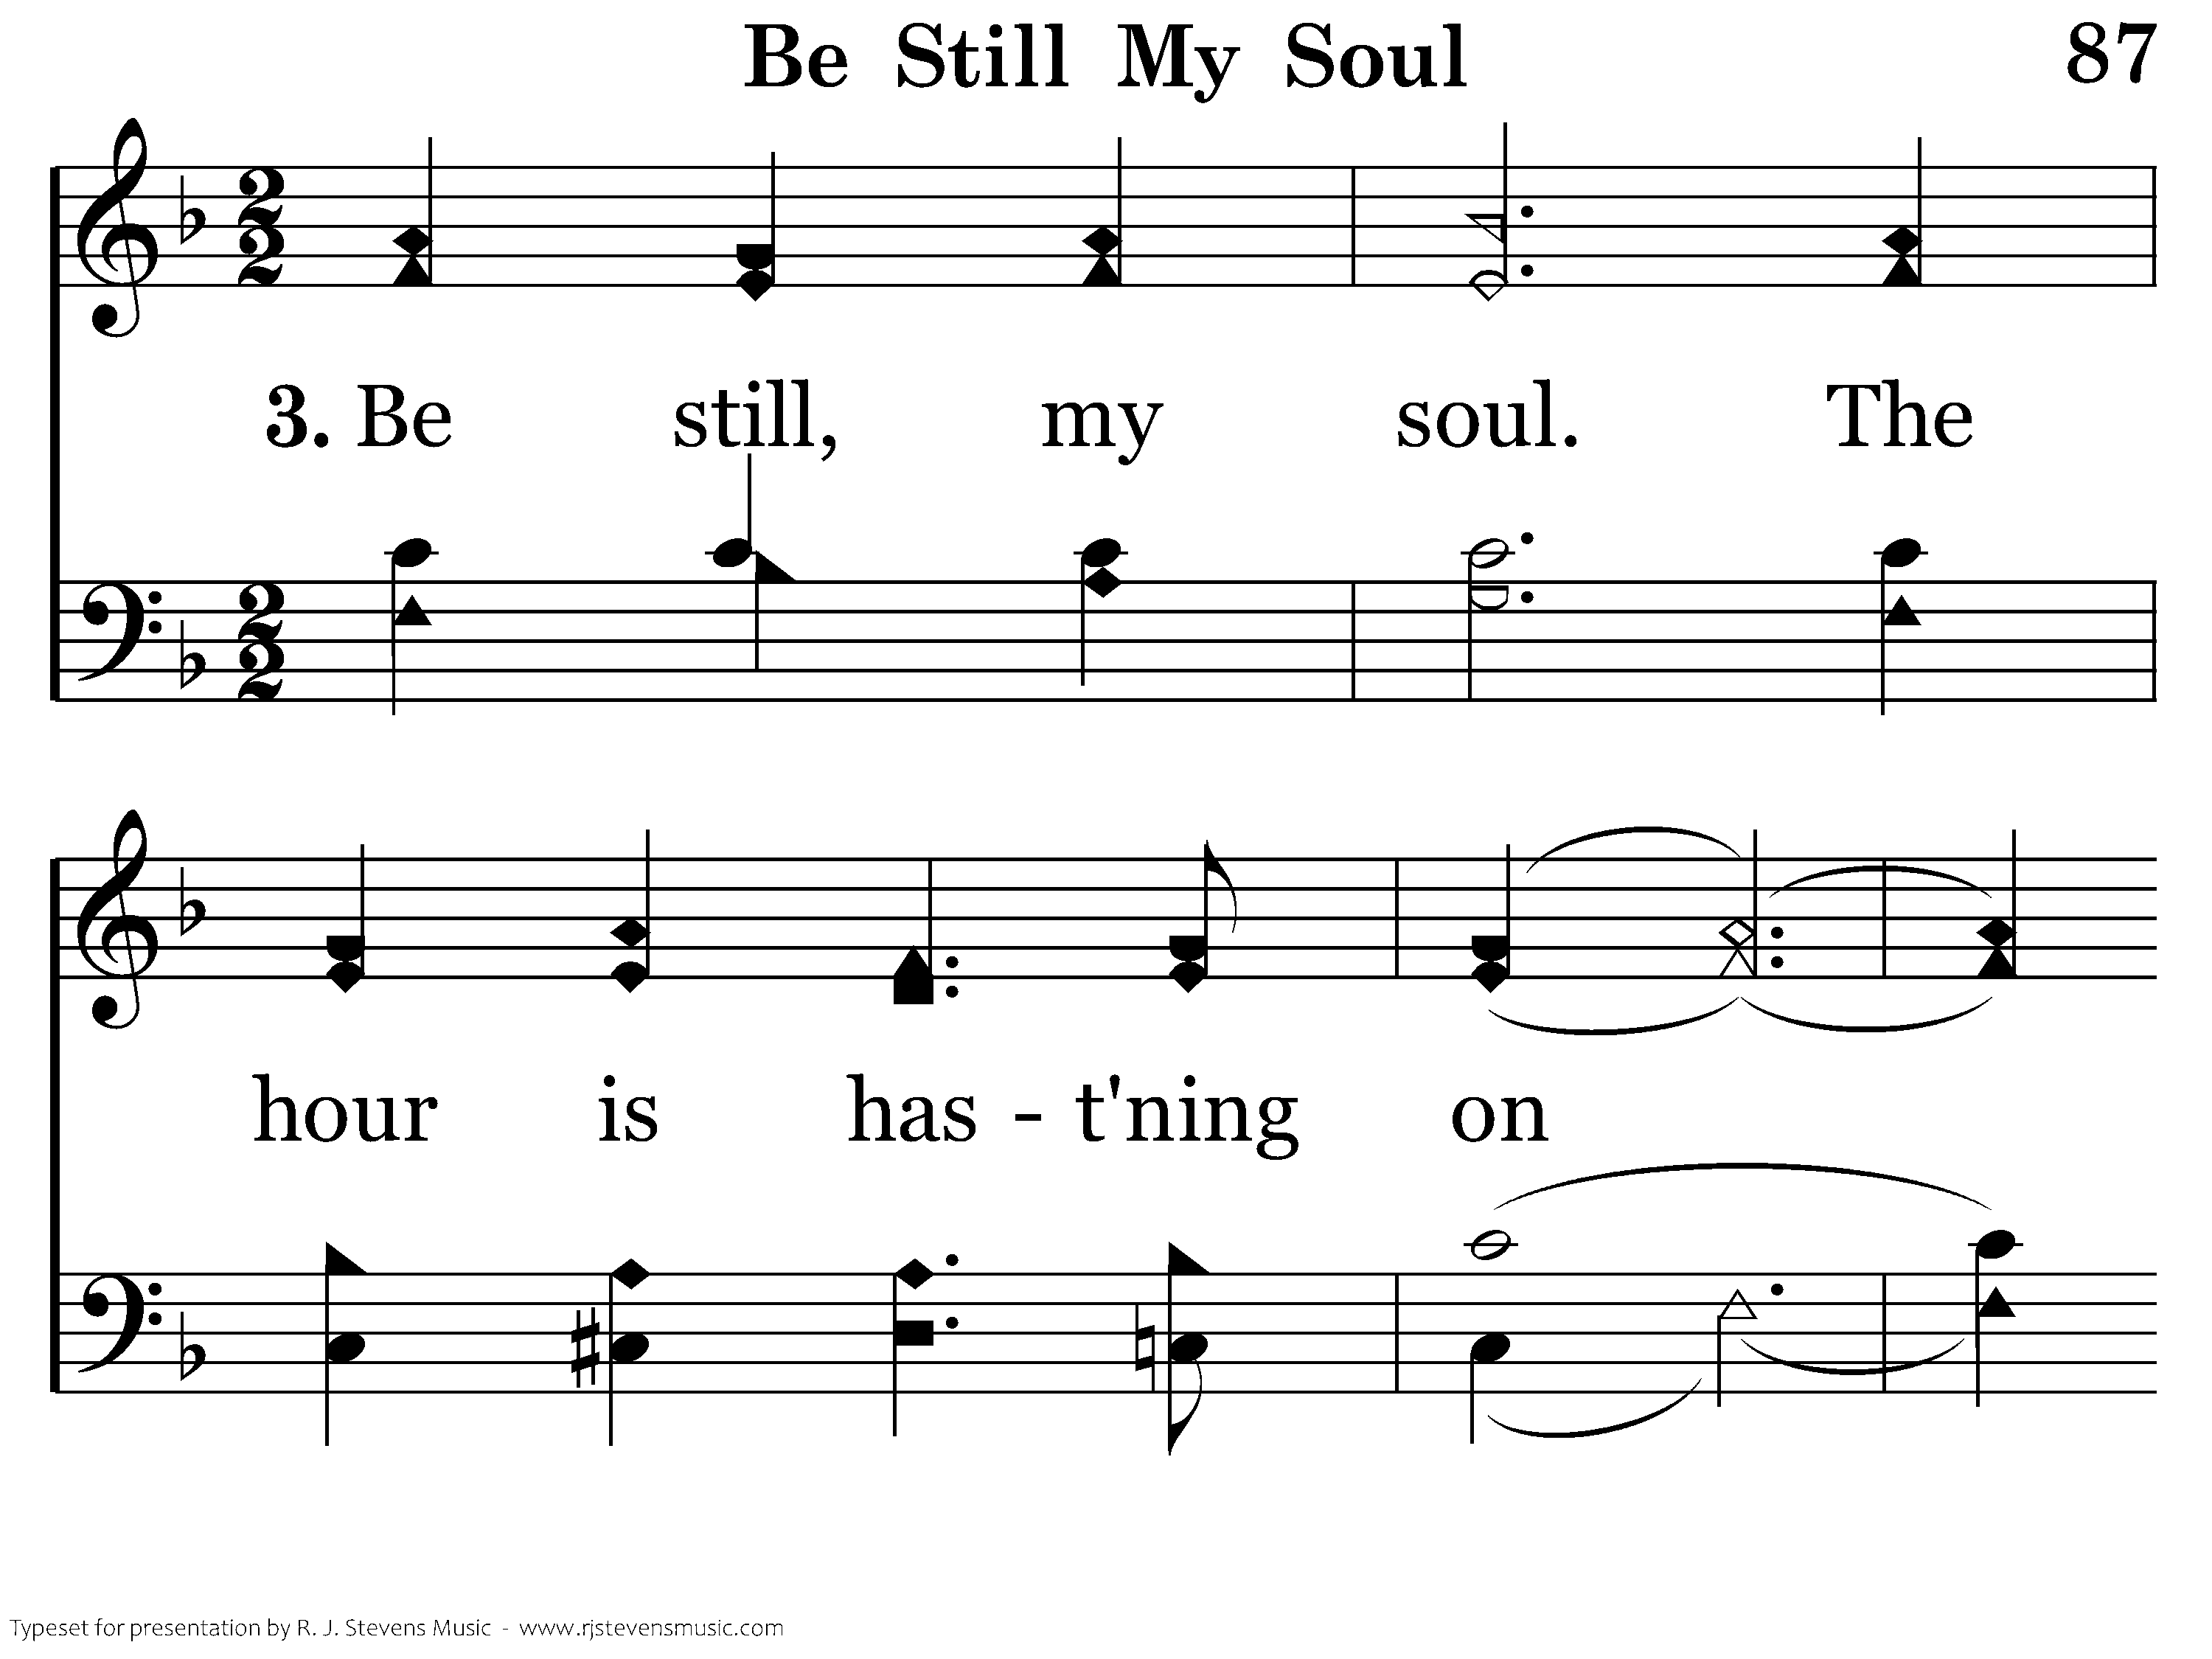 Be Still My Soul 87
3. Be still, my soul. The
hour is has - t'ning on
Typeset for presentation by R. J. Stevens Music - www.rjstevensmusic.com